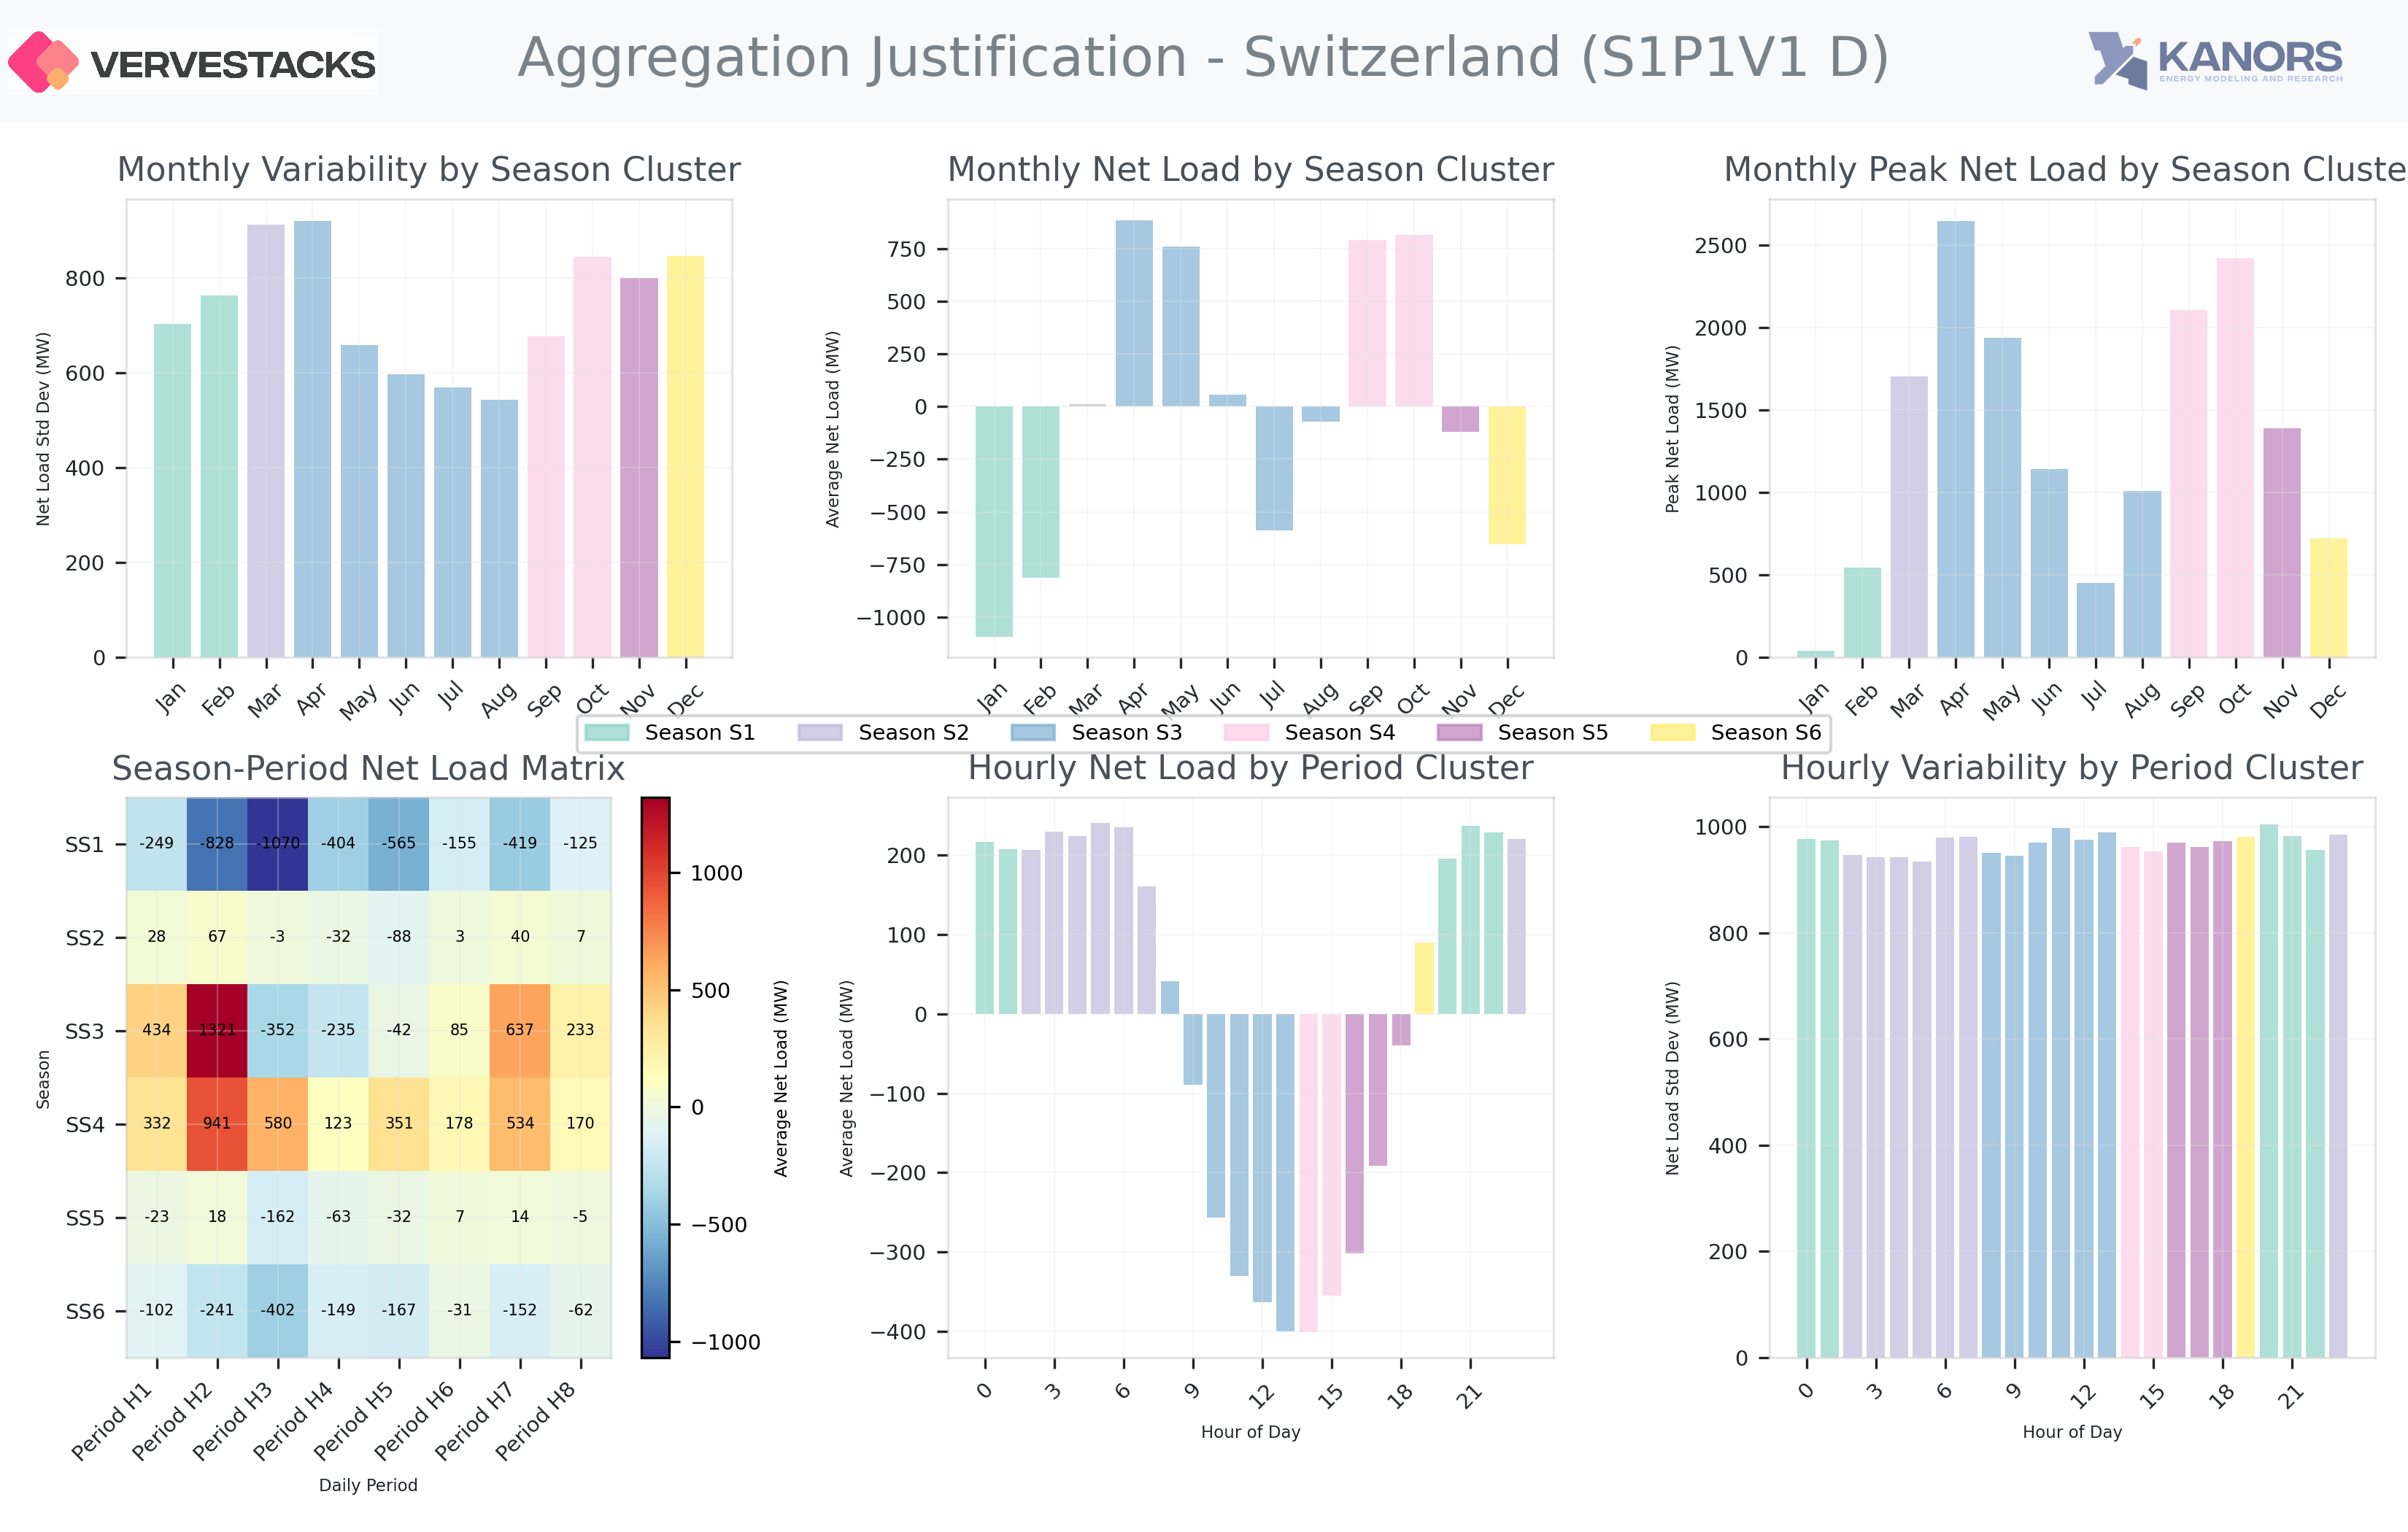 VERVESTACKS
Aggregation Justification - Switzerland (S1P1V1 D)
KANORS
ENERGY MODELING AND RESEARCH
Monthly Variability by Season Cluster
Net Load Std Dev (MW)
800
600
400
200
0
Jan Feb Mar Apr May Jun Jul Aug Sep Oct Nov Dec
Monthly Net Load by Season Cluster
Average Net Load (MW)
750
500
250
0
−250
−500
−750
−1000
Jan Feb Mar Apr May Jun Jul Aug Sep Oct Nov Dec
Monthly Peak Net Load by Season Cluste
Peak Net Load (MW)
2500
2000
1500
1000
500
0
Jan Feb Mar Apr May Jun Jul Aug Sep Oct Nov Dec
Season S1 Season S2 Season S3 Season S4 Season S5 Season S6
Season-Period Net Load Matrix
Season
SS1 -249 -828 -1070 -404 -565 -155 -419 -125
SS2 28 67 -3 -32 -88 3 40 7
SS3 434 1321 -352 -235 -42 85 637 233
SS4 332 941 580 123 351 178 534 170
SS5 -23 18 -162 -63 -32 7 14 -5
SS6 -102 -241 -402 -149 -167 -31 -152 -62
Period H1 Period H2 Period H3 Period H4 Period H5 Period H6 Period H7 Period H8
Daily Period
1000
500
0
−500
−1000
Average Net Load (MW)
Hourly Net Load by Period Cluster
Average Net Load (MW)
200
100
0
−100
−200
−300
−400
0 3 6 9 12 15 18 21
Hour of Day
Hourly Variability by Period Cluster
Net Load Std Dev (MW)
1000
800
600
400
200
0
0 3 6 9 12 15 18 21
Hour of Day